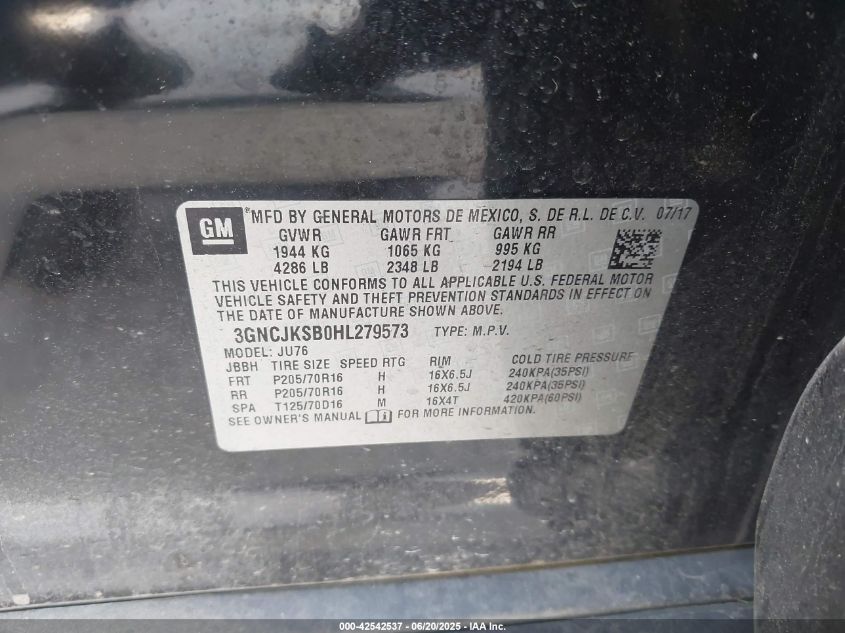 GM ®MFD BY GENERAL MOTORS DE MEXICO, S. DE R.L. DE C.V. 07/17
GVWR GAWR FRT GAWR RR
1944 KG 1065 KG 995 KG
4286 LB 2348 LB 2194 LB
THIS VEHICLE CONFORMS TO ALL APPLICABLE U.S. FEDERAL MOTOR
VEHICLE SAFETY AND THEFT PREVENTION STANDARDS IN EFFECT ON
THE DATE OF MANUFACTURE SHOWN ABOVE.
3GNCJKSB0HL279573 TYPE: M.P.V.
MODEL: JU76
JBBH TIRE SIZE SPEED RTG RIM COLD TIRE PRESSURE
FRT P205/70R16 H 16X6.5J 240KPA(35PSI)
RR P205/70R16 H 16X6.5J 240KPA(35PSI)
SPA T125/70D16 M 16X4T 420KPA(60PSI)
SEE OWNER'S MANUAL FOR MORE INFORMATION.
000-42542537 - 06/20/2025 - IAA Inc.